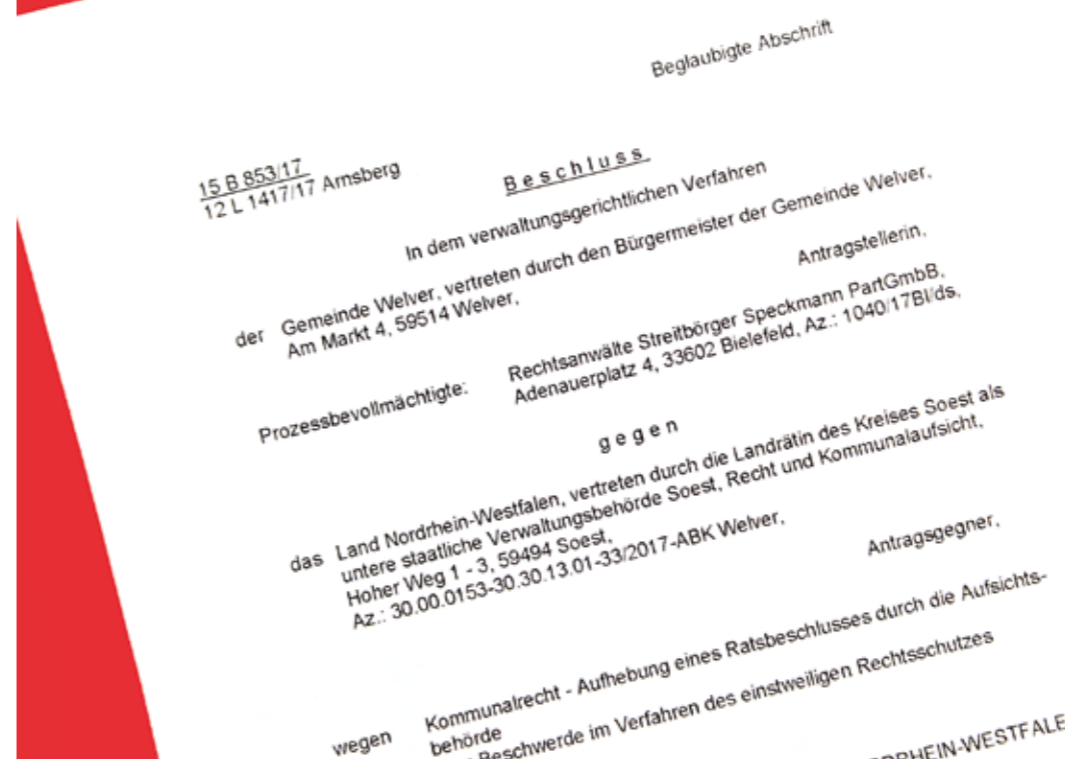 Beglaubigte Abschrift
15 B 853/17
12 L 1417/17 Arnsberg
Beschluss
In dem verwaltungsgerichtlichen Verfahren
der Gemeinde Welver, vertreten durch den Bürgermeister der Gemeinde Welver,
Am Markt 4, 59514 Welver,
Antragstellerin,
Prozessbevollmächtigte: Rechtsanwälte Streitbörger Speckmann PartGmbB,
Adenauerplatz 4, 33602 Bielefeld, Az.: 1040/17Bl/ds,
gegen
das Land Nordrhein-Westfalen, vertreten durch die Landrätin des Kreises Soest als
untere staatliche Verwaltungsbehörde Soest, Recht und Kommunalaufsicht,
Hoher Weg 1 - 3, 59494 Soest,
Az.: 30.00.0153-30.30.13.01-33/2017-ABK Welver,
Antragsgegner,
wegen Kommunalrecht - Aufhebung eines Ratsbeschlusses durch die Aufsichts-
behörde
Beschwerde im Verfahren des einstweiligen Rechtsschutzes